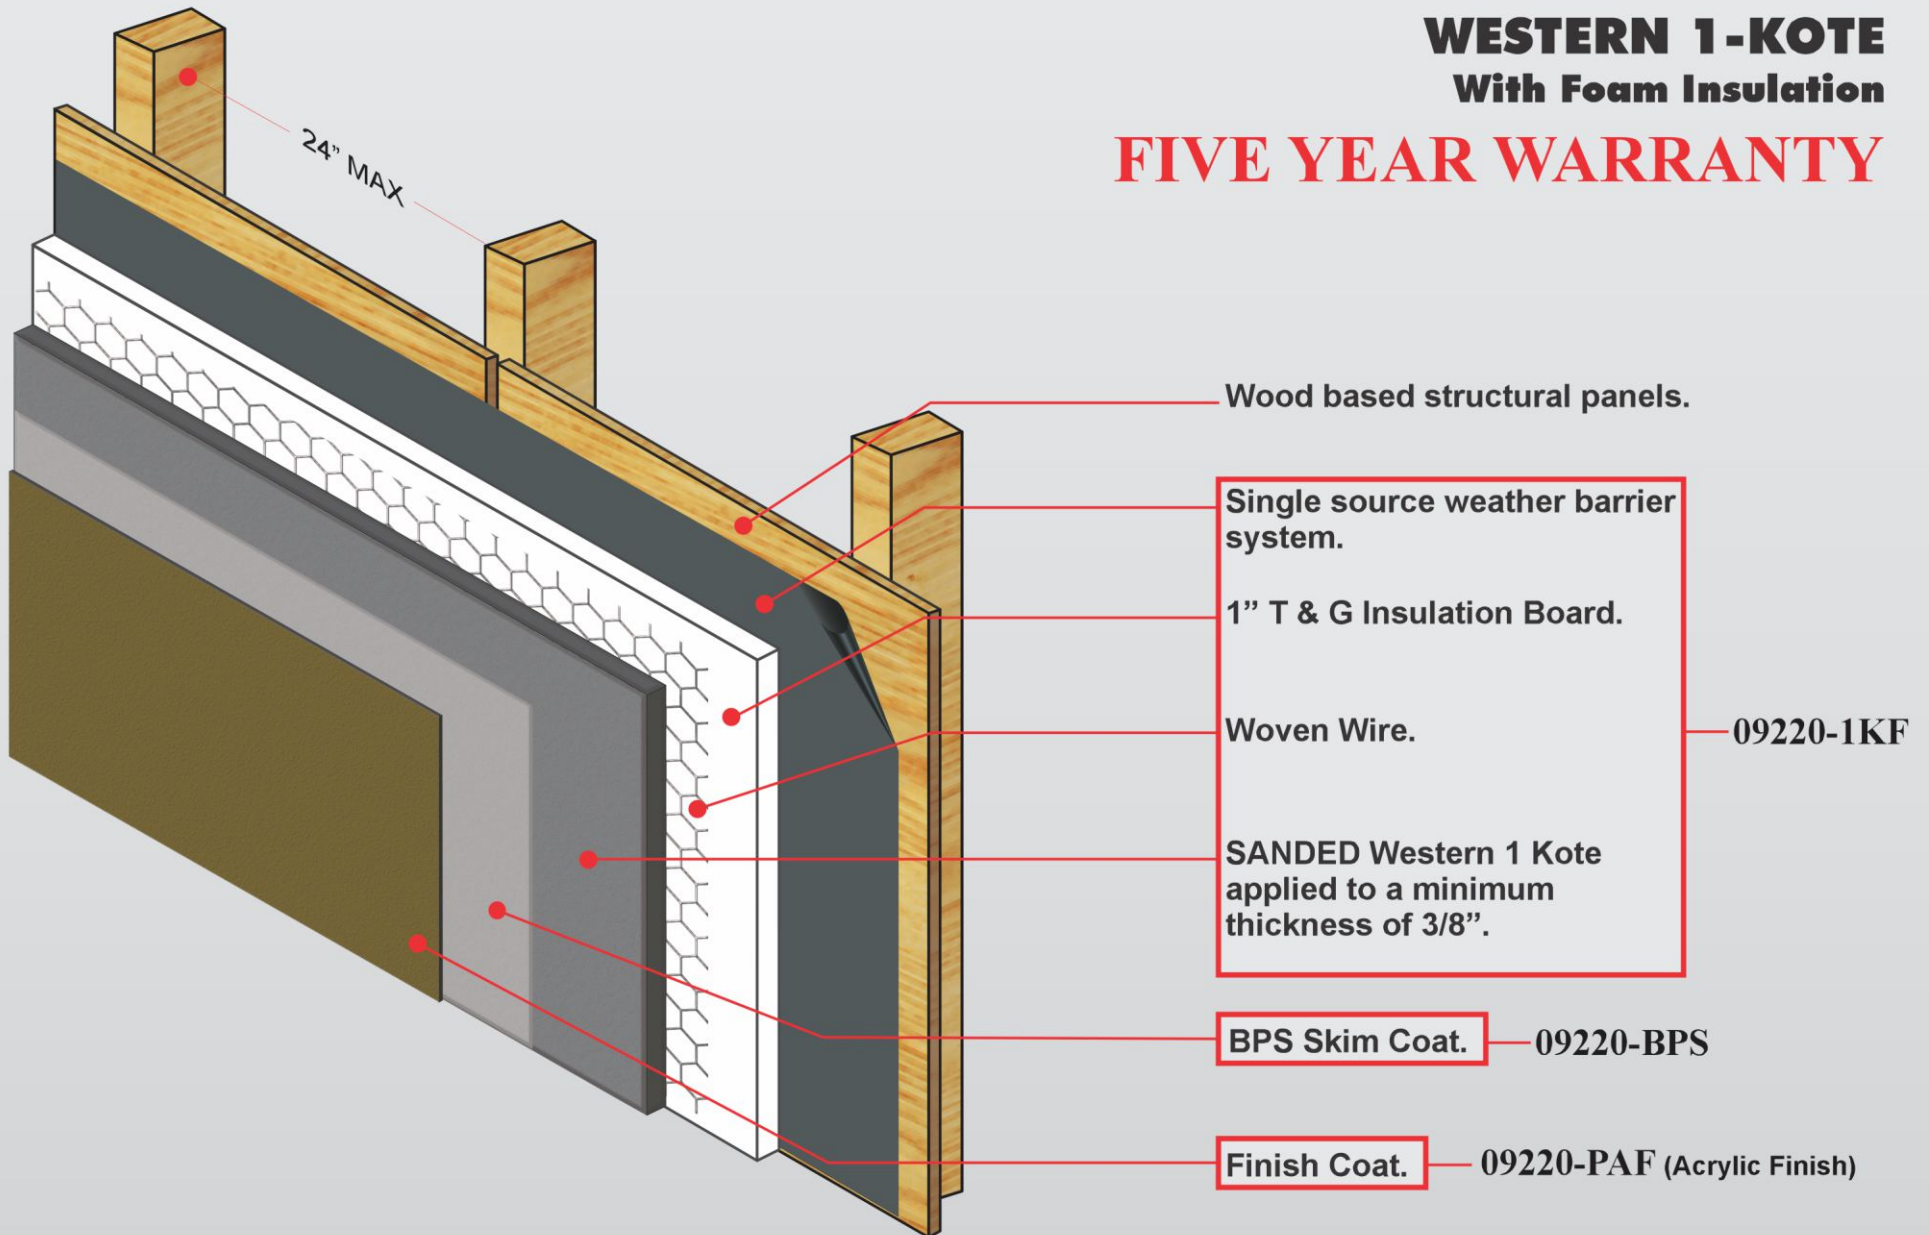 WESTERN 1-KOTE
With Foam Insulation
FIVE YEAR WARRANTY
24” MAX
Wood based structural panels.
Single source weather barrier
system.
1” T & G Insulation Board.
Woven Wire.
09220-1KF
SANDED Western 1 Kote
applied to a minimum
thickness of 3/8”.
BPS Skim Coat.
09220-BPS
Finish Coat.
09220-PAF (Acrylic Finish)